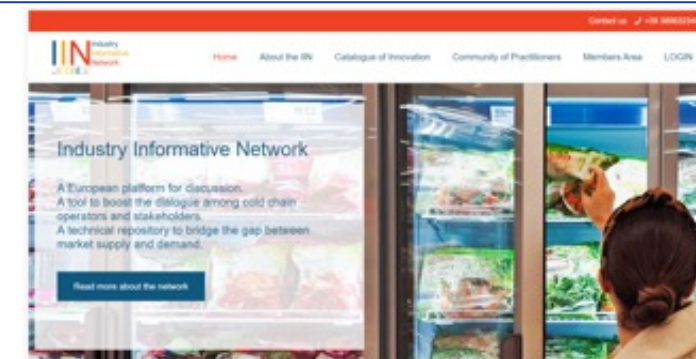 Contact us
IIN Industry
Informative
Network
Home About the IIN Catalogue of Innovation Community of Practitioners Members Area LOGIN
Industry Informative Network
A European platform for discussion.
A tool to boost the dialogue among cold chain
operators and stakeholders.
A technical repository to bridge the gap between
market supply and demand.
Read more about the network